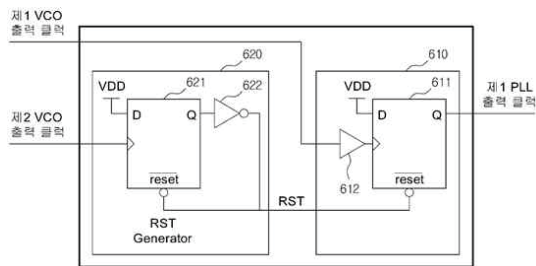 제1 VCO
출력 클럭
620
610
VDD
621
622
VDD
611
제1 PLL
출력 클럭
D
Q
D
Q
제2 VCO
출력 클럭
reset
612
reset
RST
RST
Generator